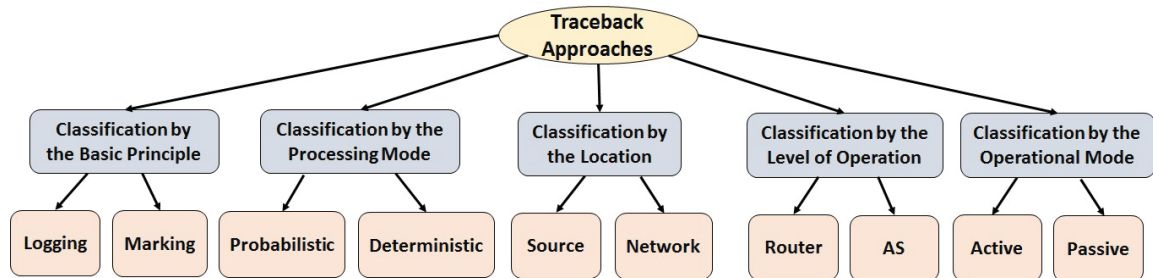 Traceback
Approaches
Classification by
the Basic Principle
Classification by the
Processing Mode
Classification by
the Location
Classification by the
Level of Operation
Classification by the
Operational Mode
Logging
Marking
Probabilistic
Deterministic
Source
Network
Router
AS
Active
Passive